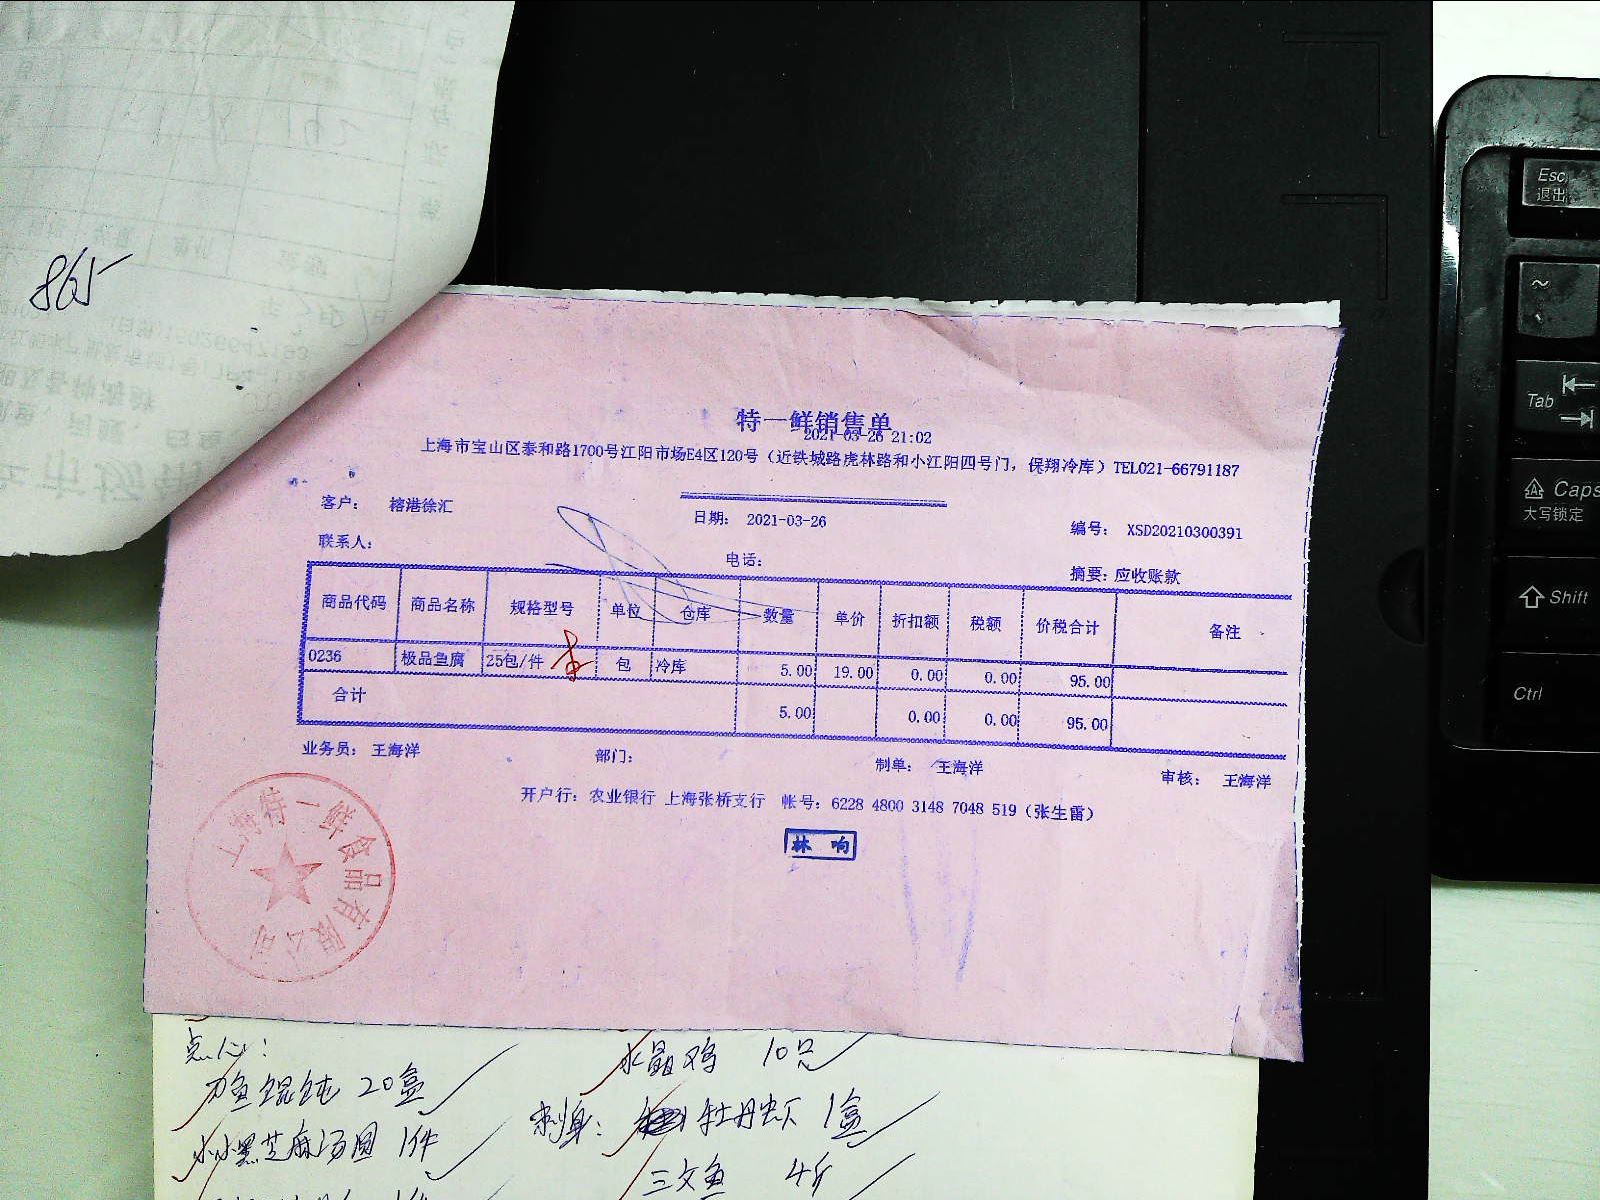 865
特一鲜销售单
2021-03-26 21:02
上海市宝山区泰和路1700号江阳市场E4区120号（近铁城路虎林路和小江阳四号门，保翔冷库）TEL021-66791187
客户： 榕港徐汇 日期： 2021-03-26 编号： XSD20210300391
联系人： 电话： 摘要：应收账款
商品代码 商品名称 规格型号 单位 仓库 数量 单价 折扣额 税额 价税合计 备注
0236 极品鱼腐 25包/件 包 冷库 5.00 19.00 0.00 0.00 95.00
合计 5.00 0.00 0.00 95.00
业务员： 王海洋 部门： 制单： 王海洋 审核： 王海洋
开户行：农业银行 上海张桥支行 帐号：6228 4800 3148 7048 519（张生雷）
林 响
上海特一鲜食品有限公司
点心： 水晶鸡 10只
刀鱼馄饨 20盒 刺身： 牡丹虾 1盒
小黑芝麻汤圆 1件 三文鱼 4斤
Esc
退出
~
Tab
Caps
大写锁定
Shift
Ctrl